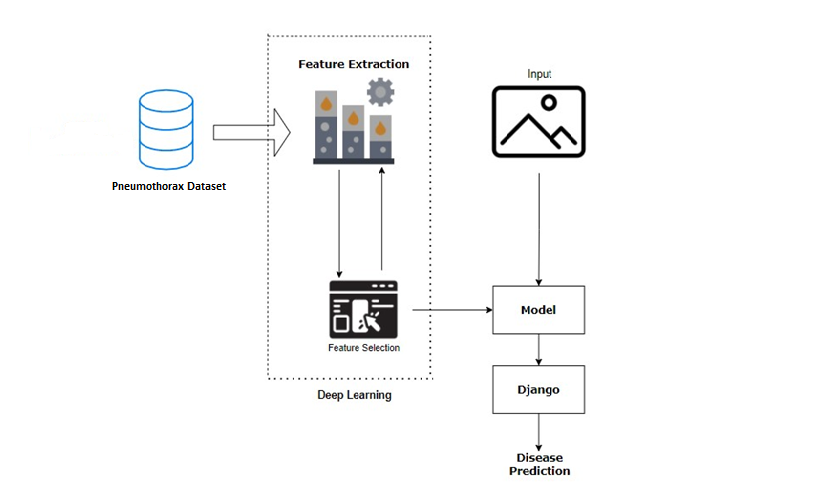 Feature Extraction
Input
Pneumothorax Dataset
Model
Feature Selection
Django
Deep Learning
Disease
Prediction